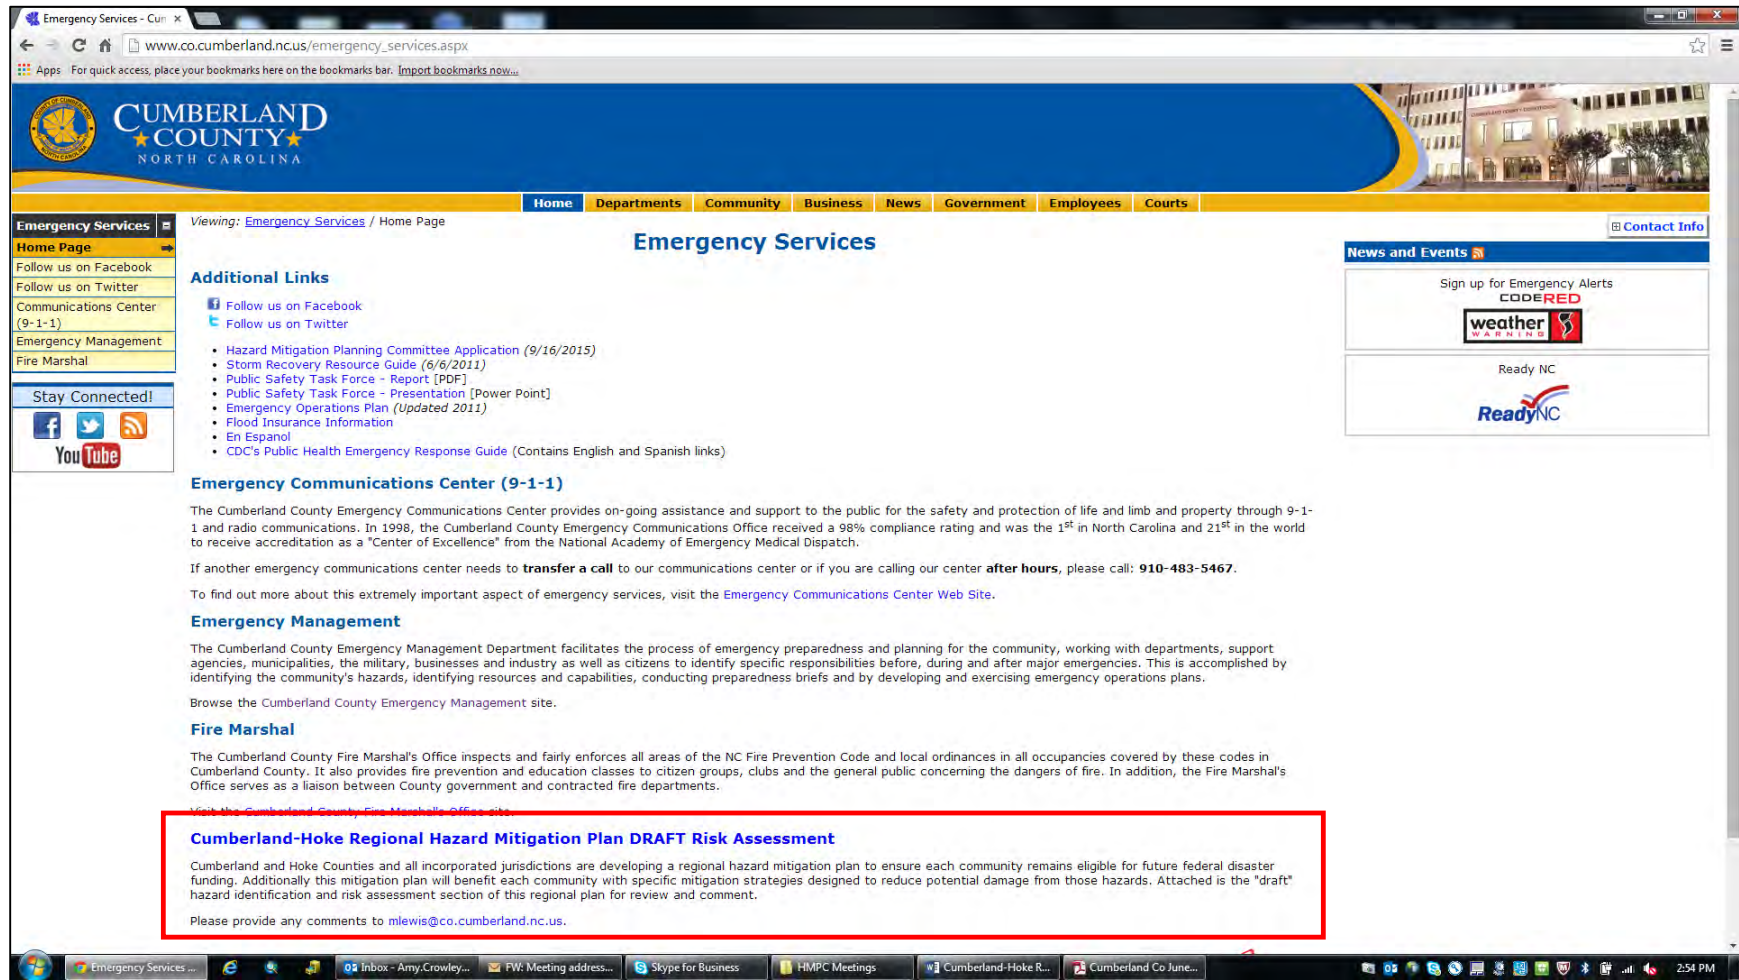 Emergency Services - Cun
www.co.cumberland.nc.us/emergency_services.aspx
Apps For quick access, place your bookmarks here on the bookmarks bar. Import bookmarks now...
CUMBERLAND
COUNTY
NORTH CAROLINA
Home Departments Community Business News Government Employees Courts
Emergency Services
Home Page
Follow us on Facebook
Follow us on Twitter
Communications Center
(9-1-1)
Emergency Management
Fire Marshal
Stay Connected!
YouTube
Viewing: Emergency Services / Home Page
Emergency Services
Additional Links
Follow us on Facebook
Follow us on Twitter
• Hazard Mitigation Planning Committee Application (9/16/2015)
• Storm Recovery Resource Guide (6/6/2011)
• Public Safety Task Force - Report [PDF]
• Public Safety Task Force - Presentation [Power Point]
• Emergency Operations Plan (Updated 2011)
• Flood Insurance Information
• En Espanol
• CDC's Public Health Emergency Response Guide (Contains English and Spanish links)
Emergency Communications Center (9-1-1)
The Cumberland County Emergency Communications Center provides on-going assistance and support to the public for the safety and protection of life and limb and property through 9-1-
1 and radio communications. In 1998, the Cumberland County Emergency Communications Office received a 98% compliance rating and was the 1st in North Carolina and 21st in the world
to receive accreditation as a "Center of Excellence" from the National Academy of Emergency Medical Dispatch.
If another emergency communications center needs to transfer a call to our communications center or if you are calling our center after hours, please call: 910-483-5467.
To find out more about this extremely important aspect of emergency services, visit the Emergency Communications Center Web Site.
Emergency Management
The Cumberland County Emergency Management Department facilitates the process of emergency preparedness and planning for the community, working with departments, support
agencies, municipalities, the military, businesses and industry as well as citizens to identify specific responsibilities before, during and after major emergencies. This is accomplished by
identifying the community's hazards, identifying resources and capabilities, conducting preparedness briefs and by developing and exercising emergency operations plans.
Browse the Cumberland County Emergency Management site.
Fire Marshal
The Cumberland County Fire Marshal's Office inspects and fairly enforces all areas of the NC Fire Prevention Code and local ordinances in all occupancies covered by these codes in
Cumberland County. It also provides fire prevention and education classes to citizen groups, clubs and the general public concerning the dangers of fire. In addition, the Fire Marshal's
Office serves as a liaison between County government and contracted fire departments.
Visit the Cumberland County Fire Marshal's Office site.
Cumberland-Hoke Regional Hazard Mitigation Plan DRAFT Risk Assessment
Cumberland and Hoke Counties and all incorporated jurisdictions are developing a regional hazard mitigation plan to ensure each community remains eligible for future federal disaster
funding. Additionally this mitigation plan will benefit each community with specific mitigation strategies designed to reduce potential damage from those hazards. Attached is the "draft"
hazard identification and risk assessment section of this regional plan for review and comment.
Please provide any comments to mlewis@co.cumberland.nc.us.
Contact Info
News and Events
Sign up for Emergency Alerts
CODERED
weather
WARNING
Ready NC
ReadyNC
Emergency Services ... Inbox - Amy.Crowley... FW: Meeting address... Skype for Business HMPC Meetings Cumberland-Hoke R... Cumberland Co June... 2:54 PM